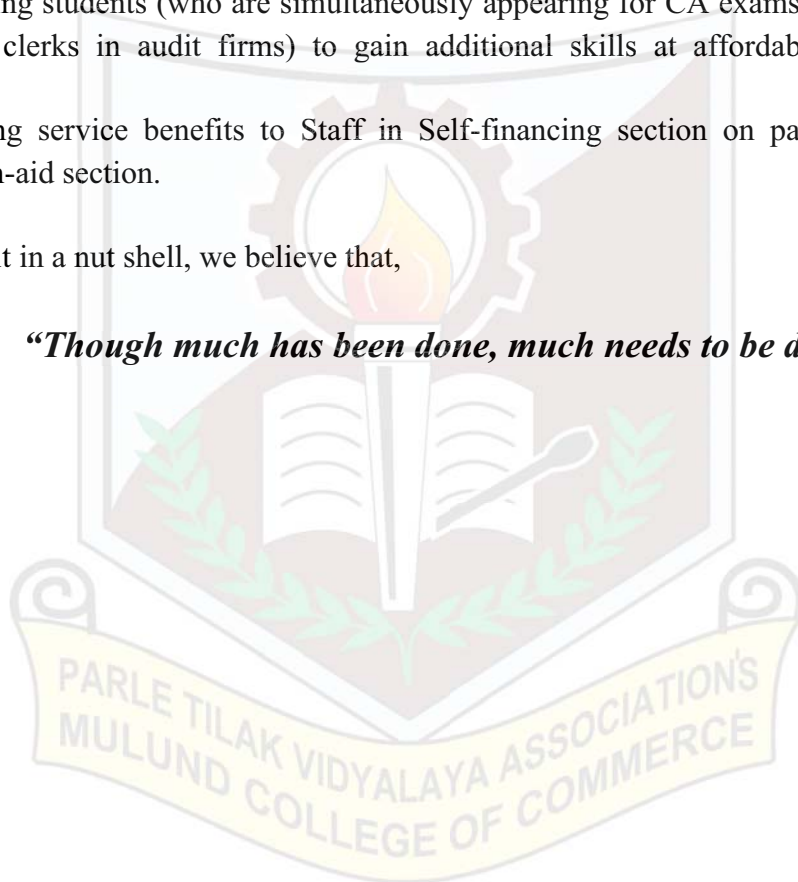 ng students (who are simultaneously appearing for CA exams
clerks in audit firms) to gain additional skills at affordab
ng service benefits to Staff in Self-financing section on pa
n-aid section.
t in a nut shell, we believe that,
“Though much has been done, much needs to be d
PARLE TILAK VIDYALAYA ASSOCIATION'S
MULUND COLLEGE OF COMMERCE